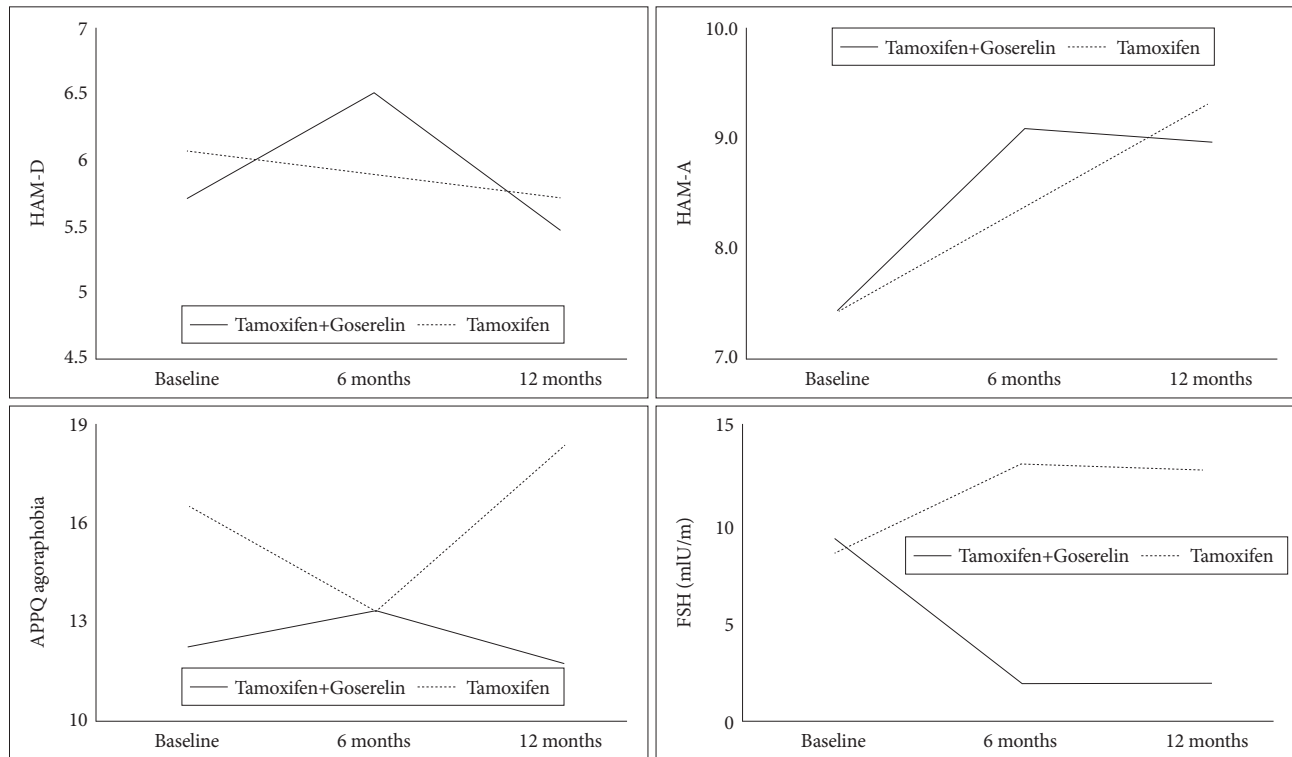 7
6.5
6
5.5
5
4.5
HAM-D
Tamoxifen+Goserelin Tamoxifen
Baseline 6 months 12 months
10.0
9.0
8.0
7.0
HAM-A
Tamoxifen+Goserelin Tamoxifen
Baseline 6 months 12 months
19
16
13
10
APPQ agoraphobia
Tamoxifen+Goserelin Tamoxifen
Baseline 6 months 12 months
15
10
5
0
FSH (mIU/m)
Tamoxifen+Goserelin Tamoxifen
Baseline 6 months 12 months